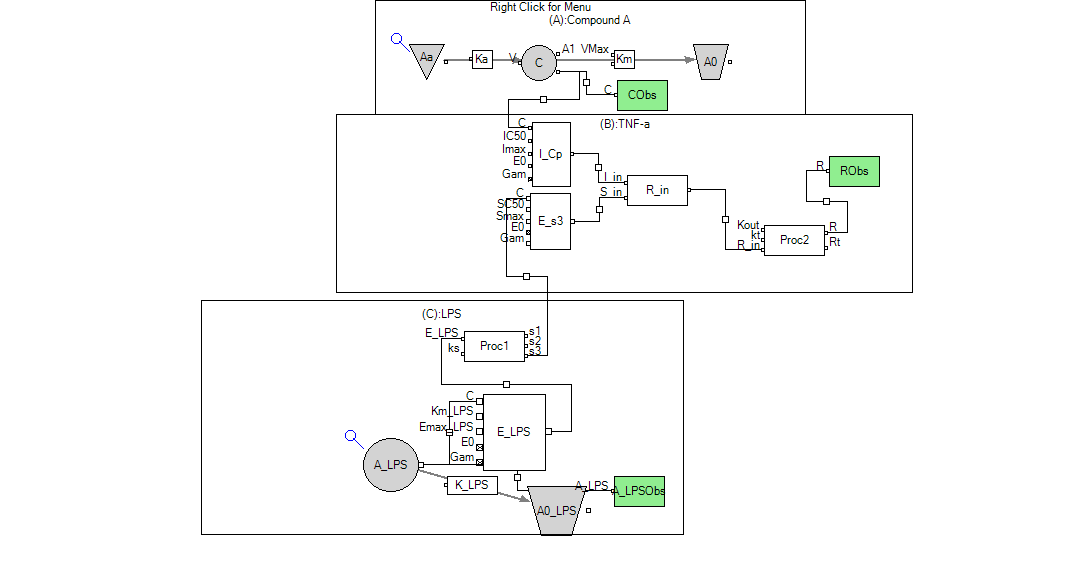 Right Click for Menu
(A):Compound A
Aa
Ka
V
C
A1 VMax
Km
A0
C
CObs
(B):TNF-a
C
IC50
Imax
E0
Gam
I_Cp
C
SC50
Smax
E0
Gam
E_s3
I_in
S_in
R_in
R
RObs
Kout
kt
R_in
Proc2
R
Rt
(C):LPS
E_LPS
ks
Proc1
s1
s2
s3
C
Km_LPS
Emax_LPS
E0
Gam
E_LPS
A_LPS
K_LPS
A0_LPS
A_LPS
A_LPSObs